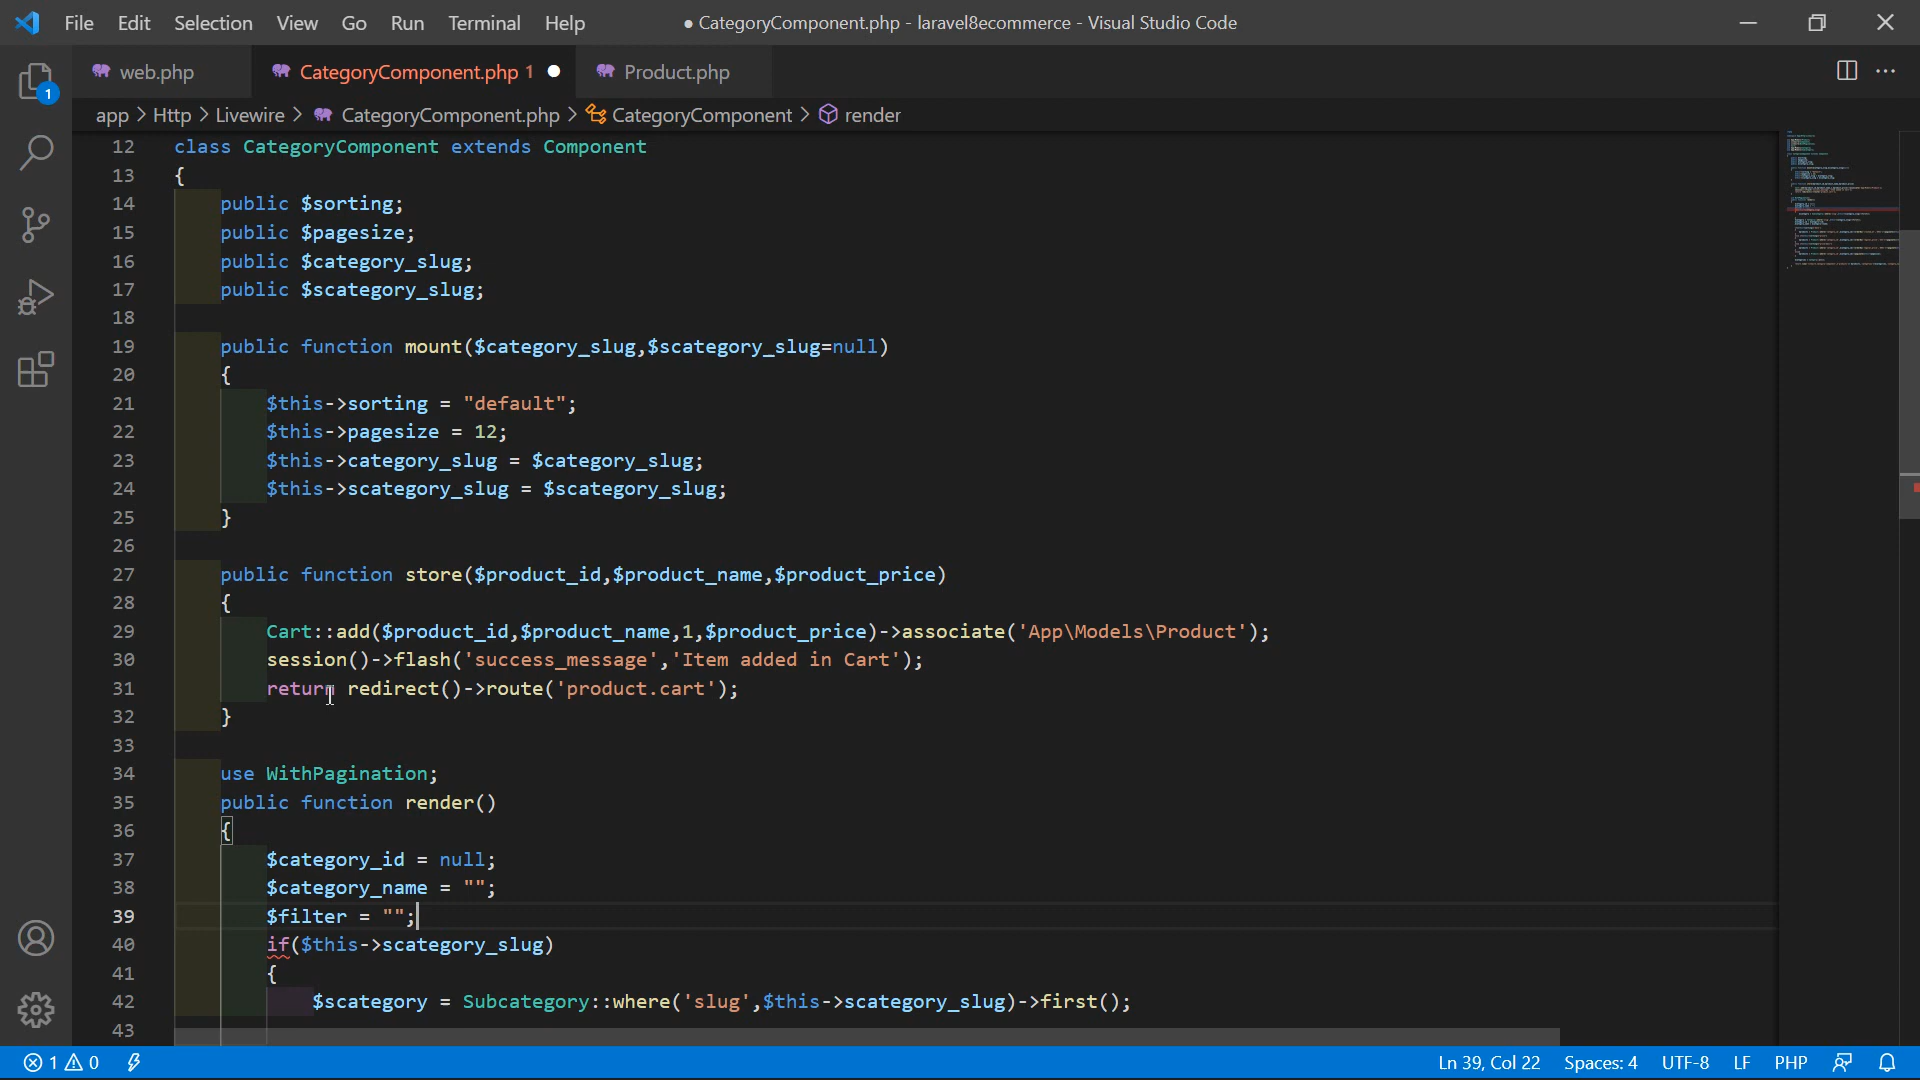 File Edit Selection View Go Run Terminal Help ● CategoryComponent.php - laravel8ecommerce - Visual Studio Code
web.php CategoryComponent.php 1 Product.php
app > Http > Livewire > CategoryComponent.php > CategoryComponent > render
1
12 class CategoryComponent extends Component
13 {
14 public $sorting;
15 public $pagesize;
16 public $category_slug;
17 public $scategory_slug;
18
19 public function mount($category_slug,$scategory_slug=null)
20 {
21 $this->sorting = "default";
22 $this->pagesize = 12;
23 $this->category_slug = $category_slug;
24 $this->scategory_slug = $scategory_slug;
25 }
26
27 public function store($product_id,$product_name,$product_price)
28 {
29 Cart::add($product_id,$product_name,1,$product_price)->associate('App\Models\Product');
30 session()->flash('success_message','Item added in Cart');
31 return redirect()->route('product.cart');
32 }
33
34 use WithPagination;
35 public function render()
36 {
37 $category_id = null;
38 $category_name = "";
39 $filter = "";
40 if($this->scategory_slug)
41 {
42 $scategory = Subcategory::where('slug',$this->scategory_slug)->first();
43
1 0 Ln 39, Col 22 Spaces: 4 UTF-8 LF PHP